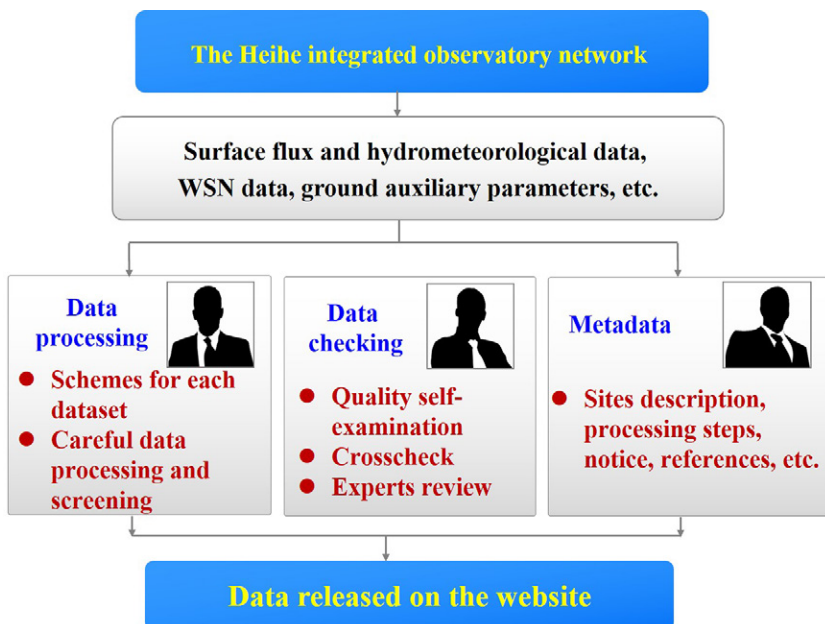 The Heihe integrated observatory network
Surface flux and hydrometeorological data,
WSN data, ground auxiliary parameters, etc.
Data
processing
Schemes for each
dataset
Careful data
processing and
screening
Data
checking
Quality self-
examination
Crosscheck
Experts review
Metadata
Sites description,
processing steps,
notice, references, etc.
Data released on the website